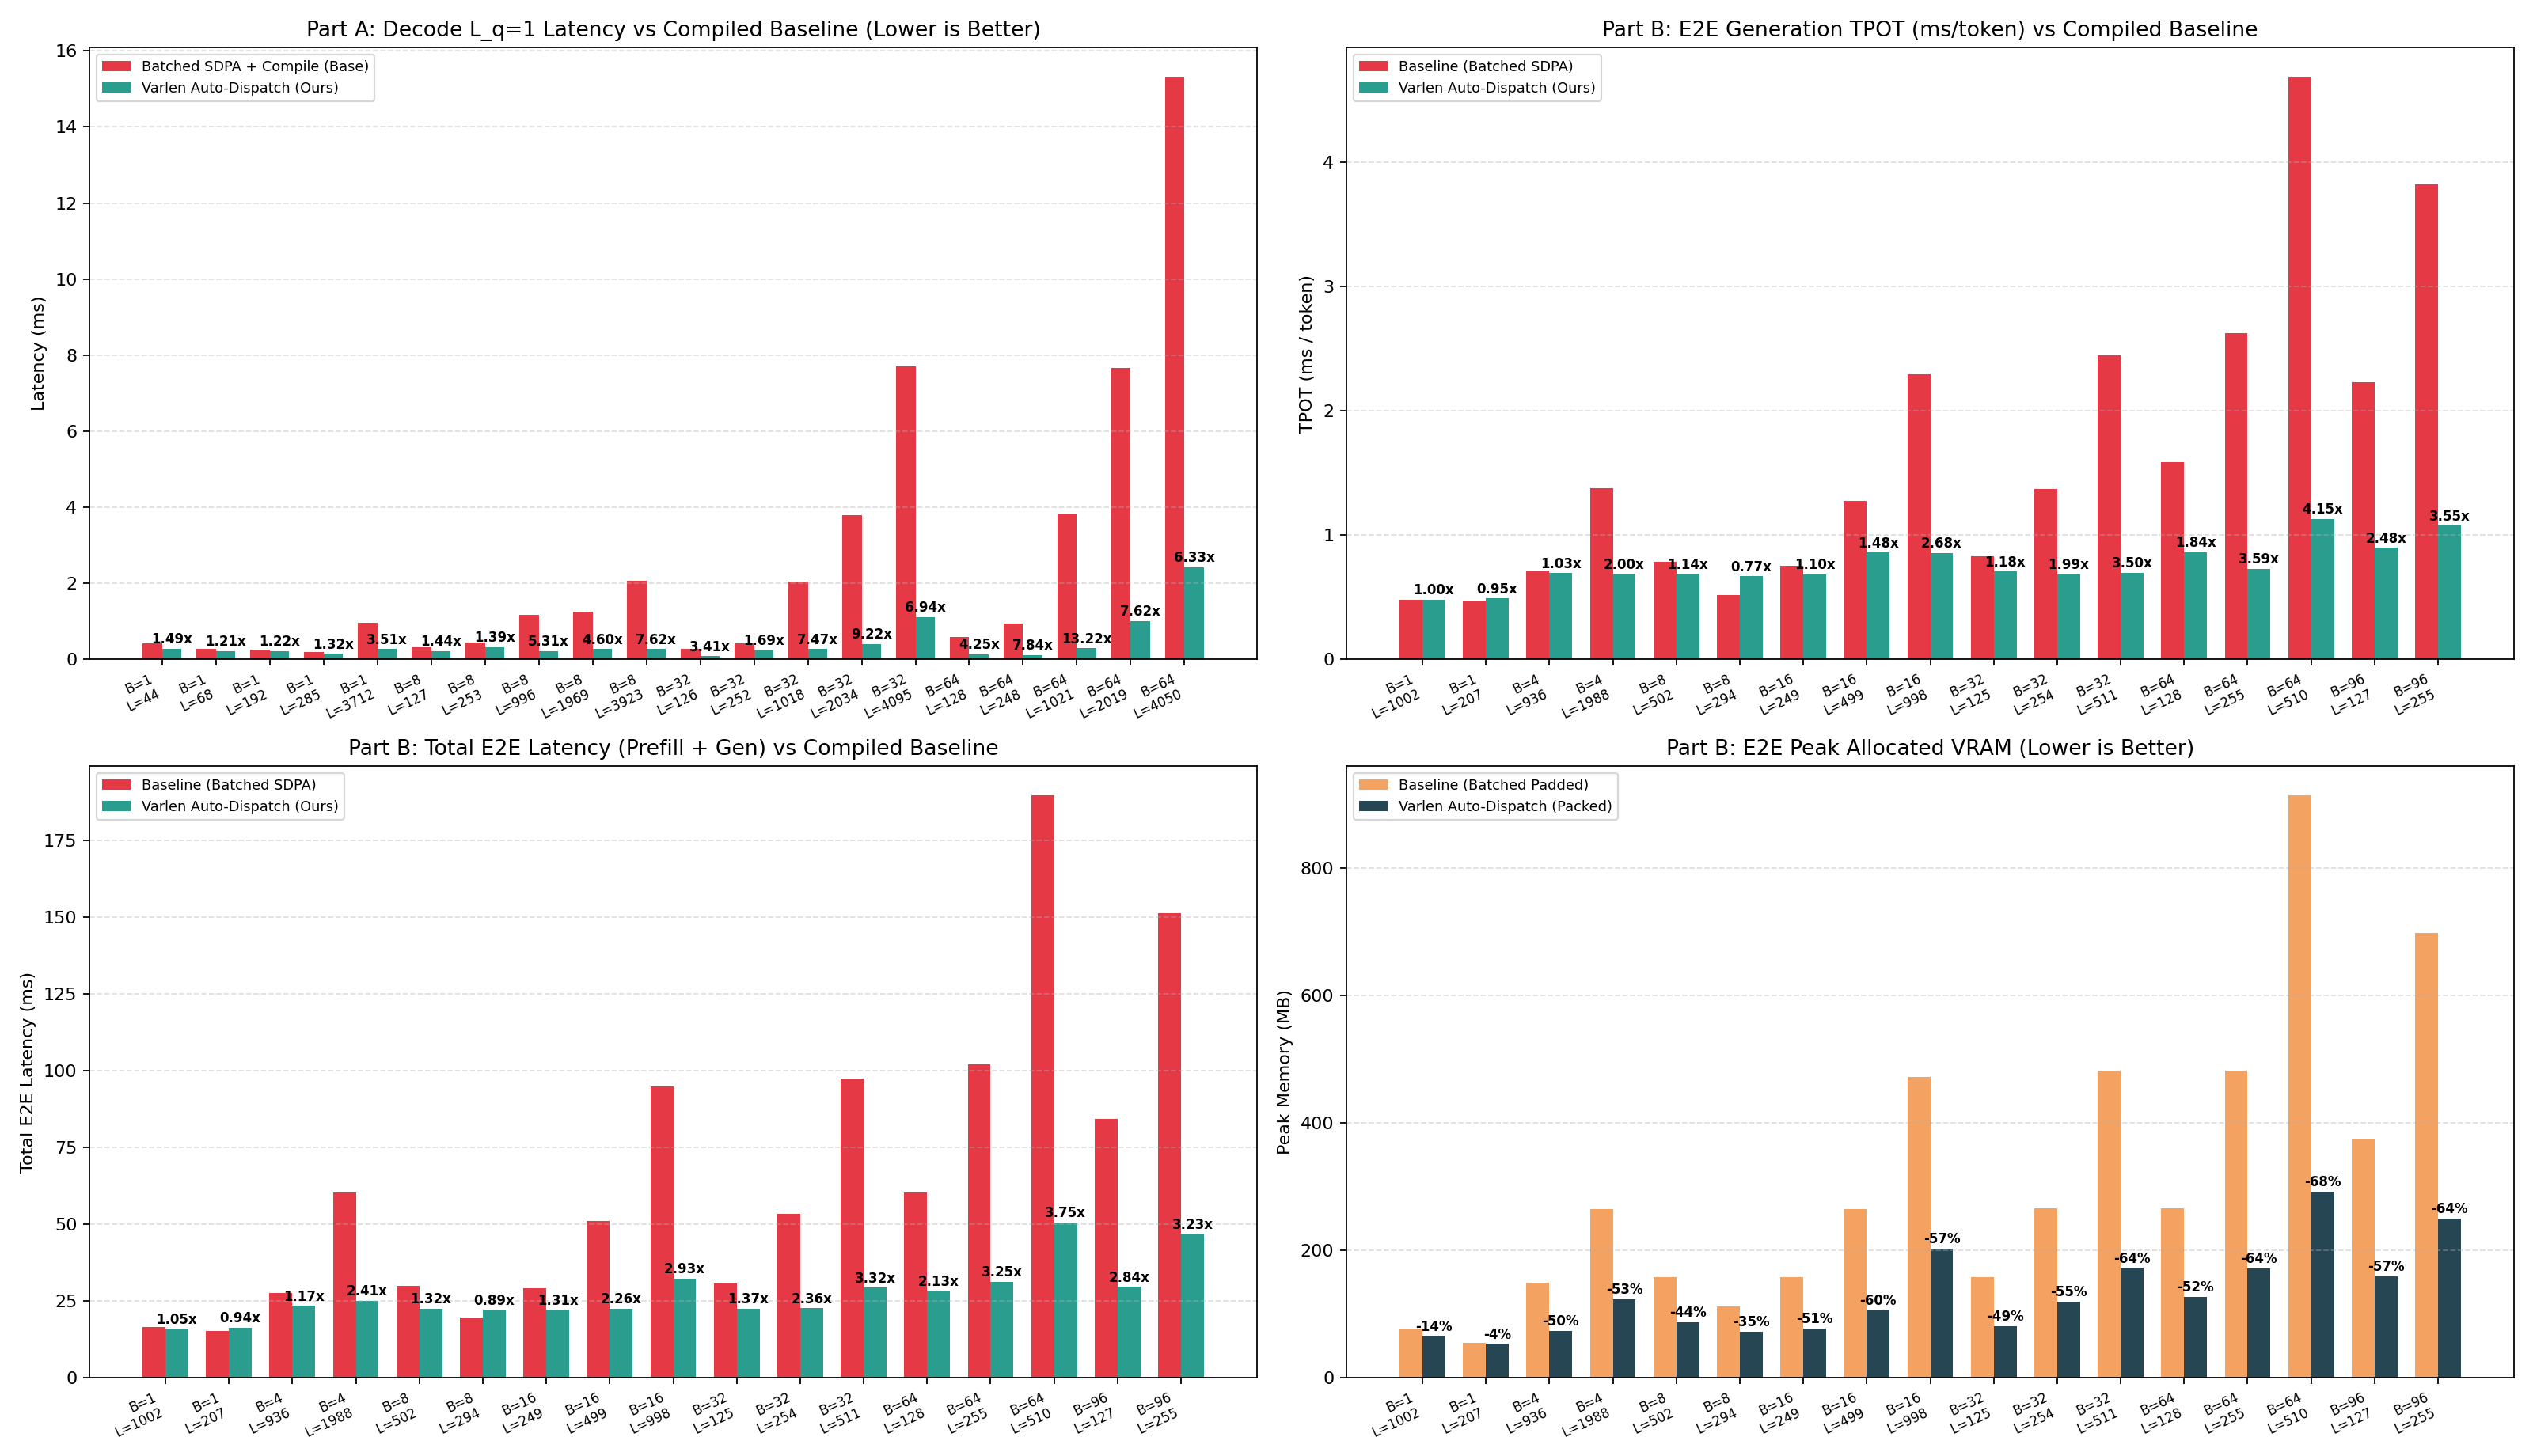 Part A: Decode L_q=1 Latency vs Compiled Baseline (Lower is Better)
Batched SDPA + Compile (Base)
Varlen Auto-Dispatch (Ours)
Latency (ms)
16
14
12
10
8
6
4
2
0
1.49x
1.21x
1.22x
1.32x
3.51x
1.44x
1.39x
5.31x
4.60x
7.62x
3.41x
1.69x
7.47x
9.22x
6.94x
4.25x
7.84x
13.22x
7.62x
6.33x
B=1
L=44
B=1
L=68
B=1
L=192
B=1
L=285
B=1
L=3712
B=8
L=127
B=8
L=253
B=8
L=996
B=8
L=1969
B=8
L=3923
B=32
L=126
B=32
L=252
B=32
L=1018
B=32
L=2034
B=32
L=4095
B=64
L=128
B=64
L=248
B=64
L=1021
B=64
L=2019
B=64
L=4050
Part B: E2E Generation TPOT (ms/token) vs Compiled Baseline
Baseline (Batched SDPA)
Varlen Auto-Dispatch (Ours)
TPOT (ms / token)
4
3
2
1
0
1.00x
0.95x
1.03x
2.00x
1.14x
0.77x
1.10x
1.48x
2.68x
1.18x
1.99x
3.50x
1.84x
3.59x
4.15x
2.48x
3.55x
B=1
L=1002
B=1
L=207
B=4
L=936
B=4
L=1988
B=8
L=502
B=8
L=294
B=16
L=249
B=16
L=499
B=16
L=998
B=32
L=125
B=32
L=254
B=32
L=511
B=64
L=128
B=64
L=255
B=64
L=510
B=96
L=127
B=96
L=255
Part B: Total E2E Latency (Prefill + Gen) vs Compiled Baseline
Baseline (Batched SDPA)
Varlen Auto-Dispatch (Ours)
Total E2E Latency (ms)
175
150
125
100
75
50
25
0
1.05x
0.94x
1.17x
2.41x
1.32x
0.89x
1.31x
2.26x
2.93x
1.37x
2.36x
3.32x
2.13x
3.25x
3.75x
2.84x
3.23x
B=1
L=1002
B=1
L=207
B=4
L=936
B=4
L=1988
B=8
L=502
B=8
L=294
B=16
L=249
B=16
L=499
B=16
L=998
B=32
L=125
B=32
L=254
B=32
L=511
B=64
L=128
B=64
L=255
B=64
L=510
B=96
L=127
B=96
L=255
Part B: E2E Peak Allocated VRAM (Lower is Better)
Baseline (Batched Padded)
Varlen Auto-Dispatch (Packed)
Peak Memory (MB)
800
600
400
200
0
-14%
-4%
-50%
-53%
-44%
-35%
-51%
-60%
-57%
-49%
-55%
-64%
-52%
-64%
-68%
-57%
-64%
B=1
L=1002
B=1
L=207
B=4
L=936
B=4
L=1988
B=8
L=502
B=8
L=294
B=16
L=249
B=16
L=499
B=16
L=998
B=32
L=125
B=32
L=254
B=32
L=511
B=64
L=128
B=64
L=255
B=64
L=510
B=96
L=127
B=96
L=255